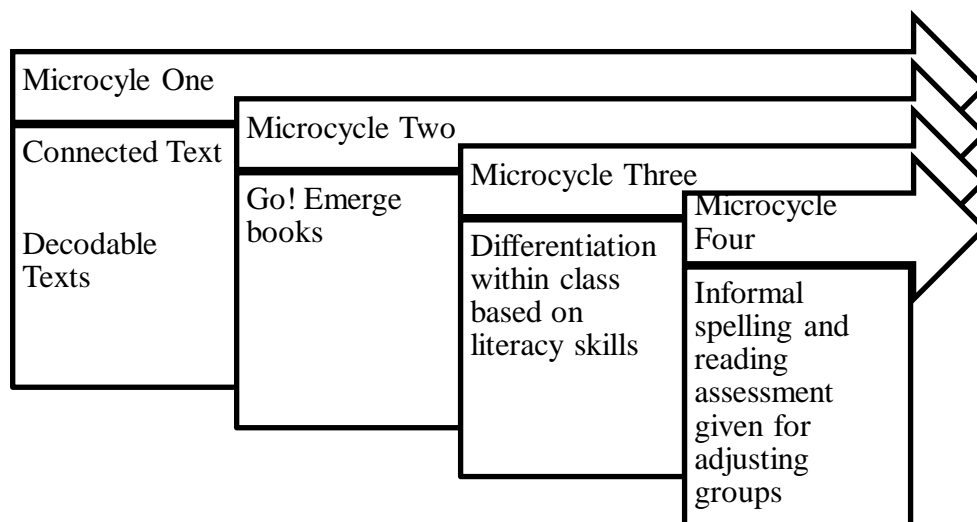 Microcyle One
Connected Text
Decodable
Texts
Microcycle Two
Go! Emerge
books
Microcycle Three
Differentiation
within class
based on
literacy skills
Microcycle
Four
Informal
spelling and
reading
assessment
given for
adjusting
groups